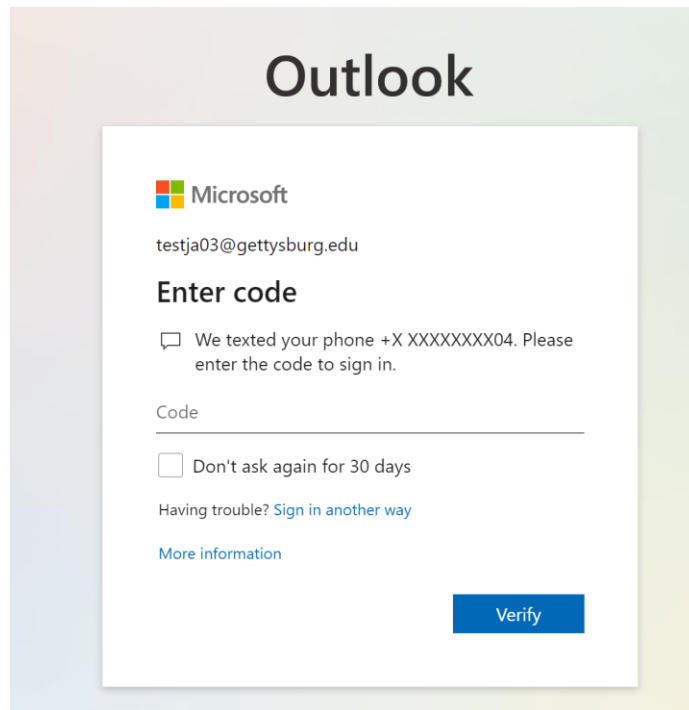 Outlook
Microsoft
testja03@gettysburg.edu
Enter code
We texted your phone +X XXXXXXXX04. Please
enter the code to sign in.
Code
Don't ask again for 30 days
Having trouble? Sign in another way
More information
Verify